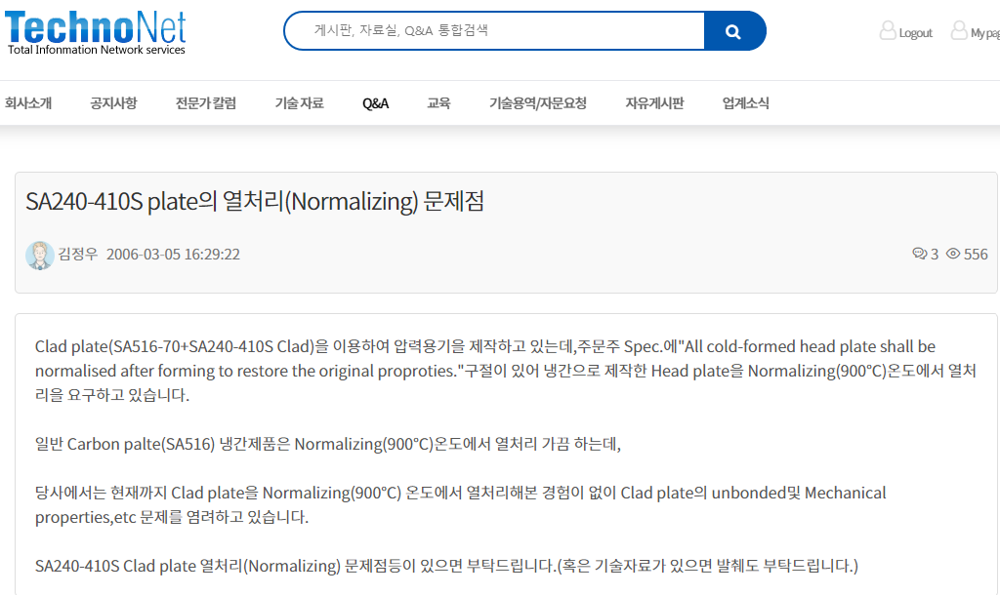 TechnoNet
Total Infonmation Network services
게시판, 자료실, Q&A 통합검색
Logout
My pag
회사소개 공지사항 전문가 칼럼 기술 자료 Q&A 교육 기술용역/자문요청 자유게시판 업계소식
SA240-410S plate의 열처리(Normalizing) 문제점
김정우 2006-03-05 16:29:22
3 556
Clad plate(SA516-70+SA240-410S Clad)을 이용하여 압력용기을 제작하고 있는데,주문주 Spec.에"All cold-formed head plate shall be
normalised after forming to restore the original proproties."구절이 있어 냉간으로 제작한 Head plate을 Normalizing(900℃)온도에서 열처
리을 요구하고 있습니다.
일반 Carbon palte(SA516) 냉간제품은 Normalizing(900℃)온도에서 열처리 가끔 하는데,
당사에서는 현재까지 Clad plate을 Normalizing(900℃) 온도에서 열처리해본 경험이 없이 Clad plate의 unbonded및 Mechanical
properties,etc 문제를 염려하고 있습니다.
SA240-410S Clad plate 열처리(Normalizing) 문제점등이 있으면 부탁드립니다.(혹은 기술자료가 있으면 발췌도 부탁드립니다.)